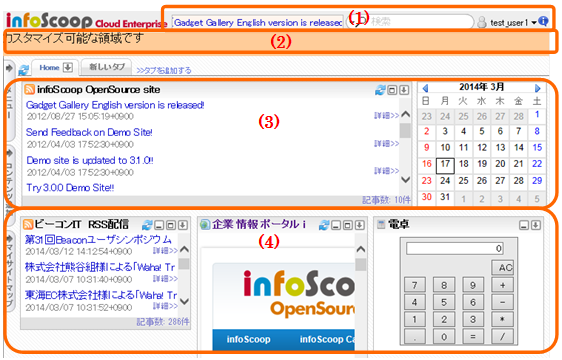 infoScoop Cloud Enterprise
Gadget Gallery English version is released
(1)
検索
test_user1
カスタマイズ可能な領域です
(2)
Home
新しいタブ
>>タブを追加する
メニュー
コンテンツ
マイサイトマップ
infoScoop OpenSource site
Gadget Gallery English version is released!
2012/08/27 15:05:19+0900
詳細>>
Send Feedback on Demo Site!
2012/04/03 17:52:30+0900
詳細>>
Demo site is updated to 3.1.0!!
2012/04/03 17:52:30+0900
詳細>>
Try 3.0.0 Demo Site!!
記事数: 10件
(3)
2014年 3月
日 月 火 水 木 金 土
23 24 25 26 27 28 1
2 3 4 5 6 7 8
9 10 11 12 13 14 15
16 17 18 19 20 21 22
23 24 25 26 27 28 29
30 31 1 2 3 4 5
ビーコンIT RSS配信
第31回Beaconユーザシンポジウム
2014/03/12 14:12:54+0900
詳細>>
株式会社熊谷組様による「Waha! Tr
2014/03/07 10:31:40+0900
詳細>>
東海EC株式会社様による「Waha! Tr
2014/03/07 10:31:52+0900
詳細>>
記事数: 286件
企業情報ポータル i
(4)
infoScoo
OpenSour
infoScoop
infoScoop Ca
電卓
0
AC
7 8 9 +
4 5 6 -
1 2 3 *
. 0 = /